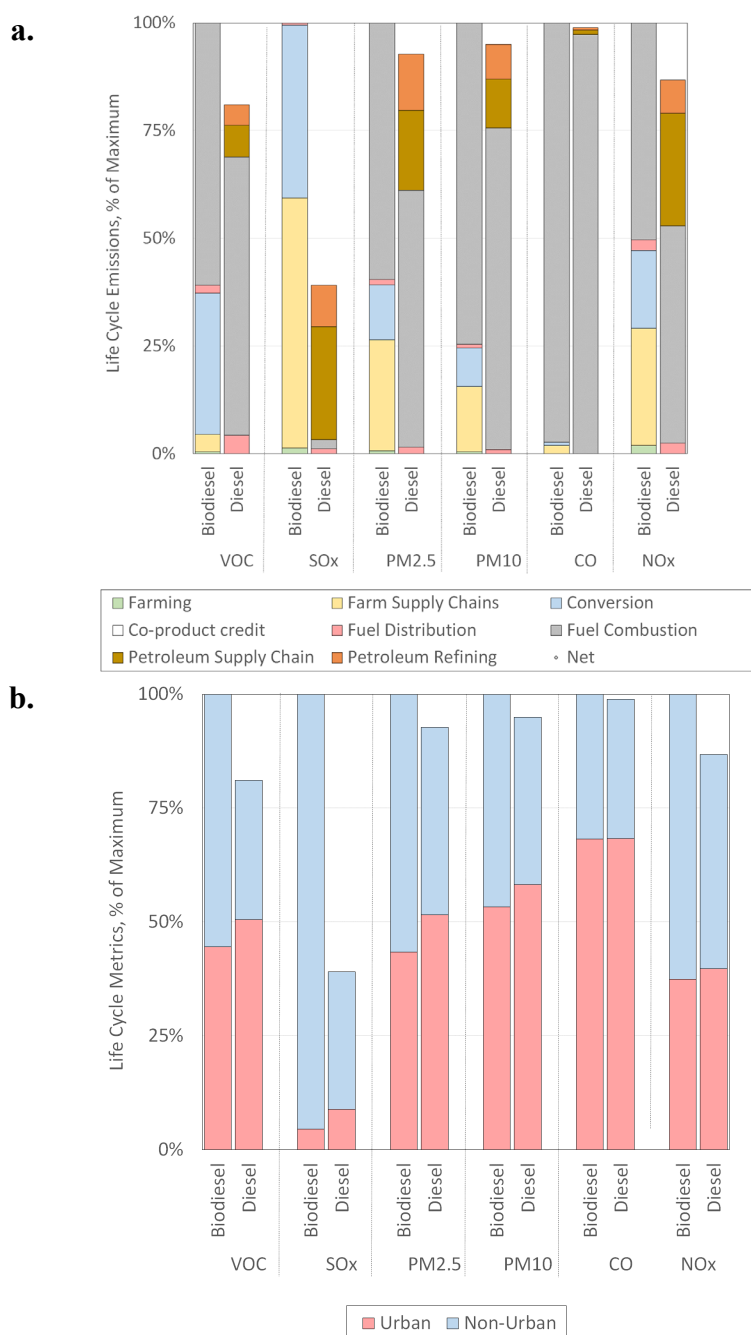 a.
Life Cycle Emissions, % of Maximum
100%
75%
50%
25%
0%
Biodiesel
Diesel
Biodiesel
Diesel
Biodiesel
Diesel
Biodiesel
Diesel
Biodiesel
Diesel
Biodiesel
Diesel
VOC SOx PM2.5 PM10 CO NOx
Farming Farm Supply Chains Conversion
Co-product credit Fuel Distribution Fuel Combustion
Petroleum Supply Chain Petroleum Refining Net
b.
Life Cycle Metrics, % of Maximum
100%
75%
50%
25%
0%
Biodiesel
Diesel
Biodiesel
Diesel
Biodiesel
Diesel
Biodiesel
Diesel
Biodiesel
Diesel
Biodiesel
Diesel
VOC SOx PM2.5 PM10 CO NOx
Urban Non-Urban